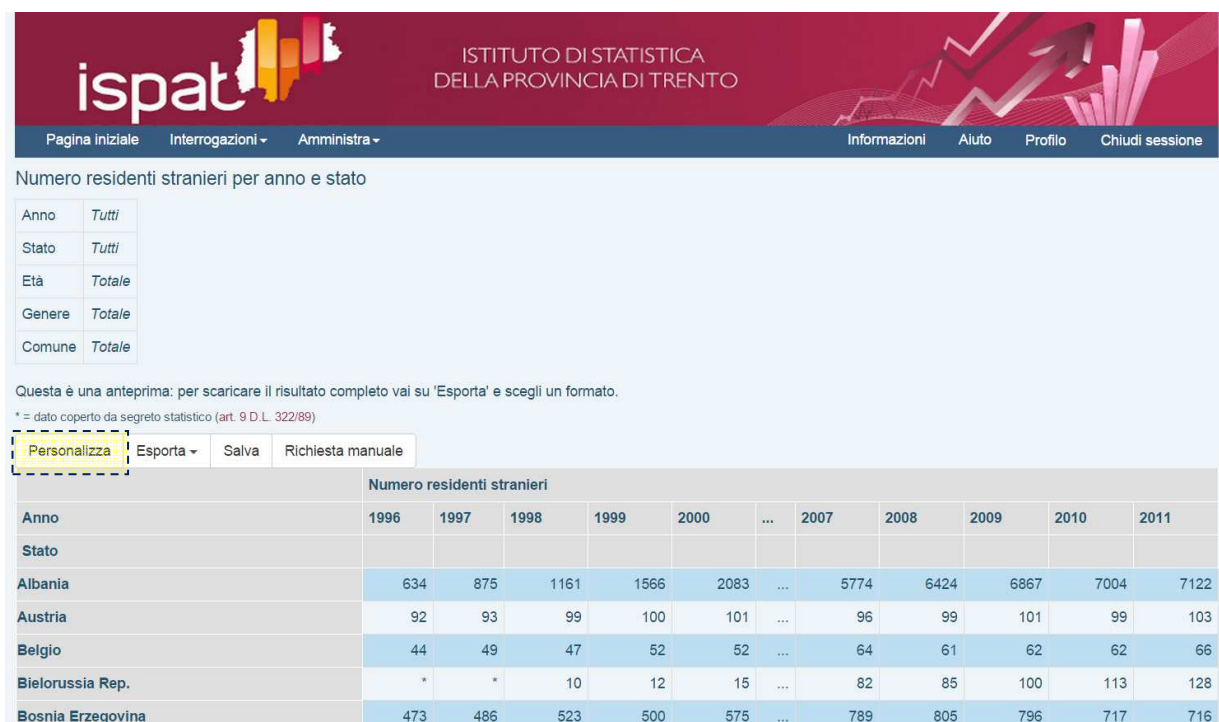 ispat
ISTITUTO DI STATISTICA
DELLA PROVINCIA DI TRENTO
Pagina iniziale Interrogazioni Amministra Informazioni Aiuto Profilo Chiudi sessione
Numero residenti stranieri per anno e stato
Anno Tutti
Stato Tutti
Età Totale
Genere Totale
Comune Totale
Questa è una anteprima: per scaricare il risultato completo vai su 'Esporta' e scegli un formato.
* = dato coperto da segreto statistico (art. 9 D.L. 322/89)
Personalizza Esporta Salva Richiesta manuale
Numero residenti stranieri
Anno 1996 1997 1998 1999 2000 ... 2007 2008 2009 2010 2011
Stato
Albania 634 875 1161 1566 2083 ... 5774 6424 6867 7004 7122
Austria 92 93 99 100 101 ... 96 99 101 99 103
Belgio 44 49 47 52 52 ... 64 61 62 62 66
Bielorussia Rep. * * 10 12 15 ... 82 85 100 113 128
Bosnia Erzegovina 473 486 523 500 575 ... 789 805 796 717 716